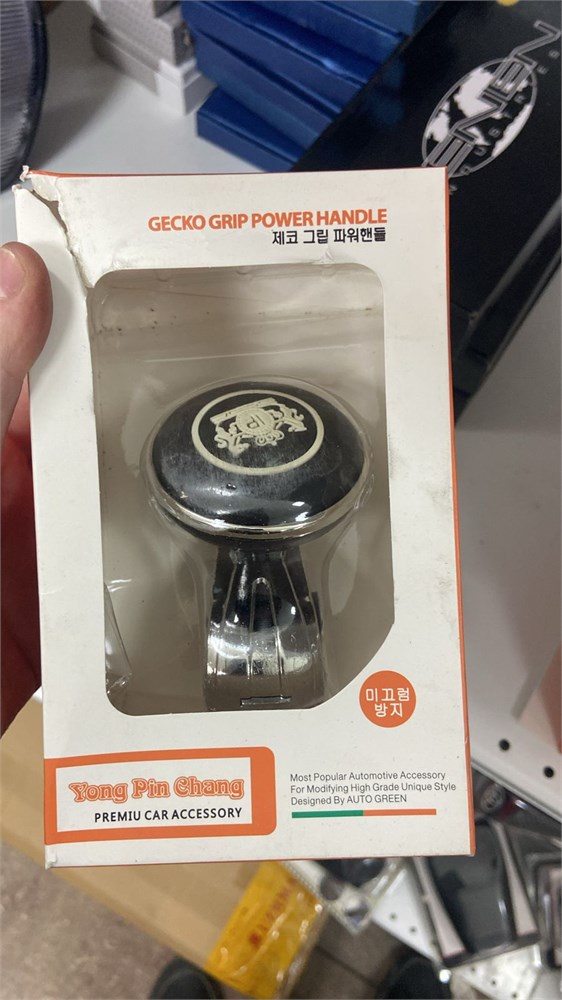 GECKO GRIP POWER HANDLE
제코 그립 파워핸들
미끄럼
방지
Yong Pin Chang
PREMIU CAR ACCESSORY
Most Popular Automotive Accessory
For Modifying High Grade Unique Style
Designed By AUTO GREEN